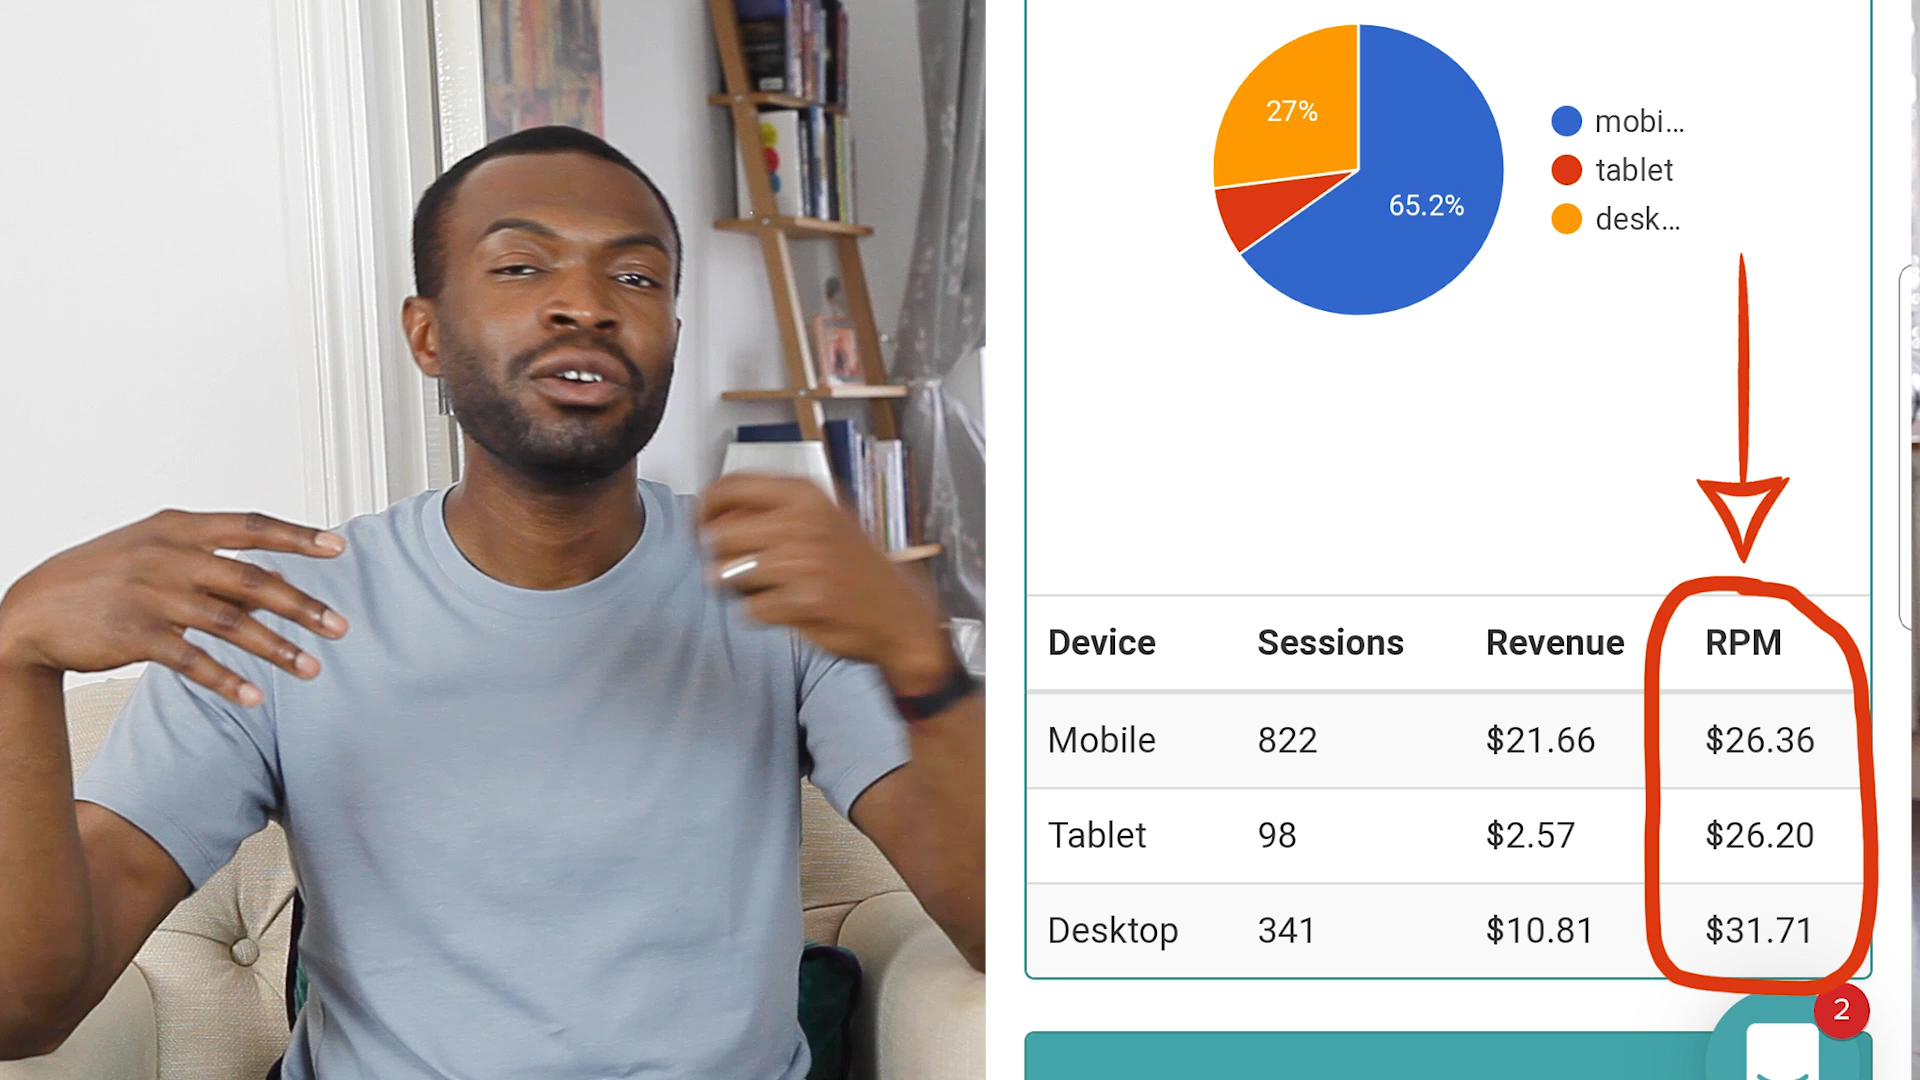 27%
65.2%
mobi...
tablet
desk...
Device Sessions Revenue RPM
Mobile 822 $21.66 $26.36
Tablet 98 $2.57 $26.20
Desktop 341 $10.81 $31.71
2